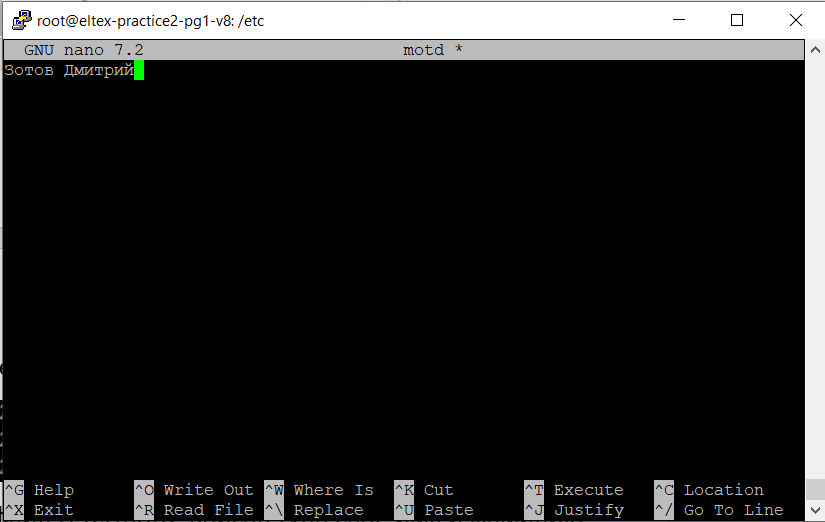 root@eltex-practice2-pg1-v8: /etc
GNU nano 7.2 motd *
Зотов Дмитрий
^G Help ^O Write Out ^W Where Is ^K Cut ^T Execute ^C Location
^X Exit ^R Read File ^\ Replace ^U Paste ^J Justify ^/ Go To Line